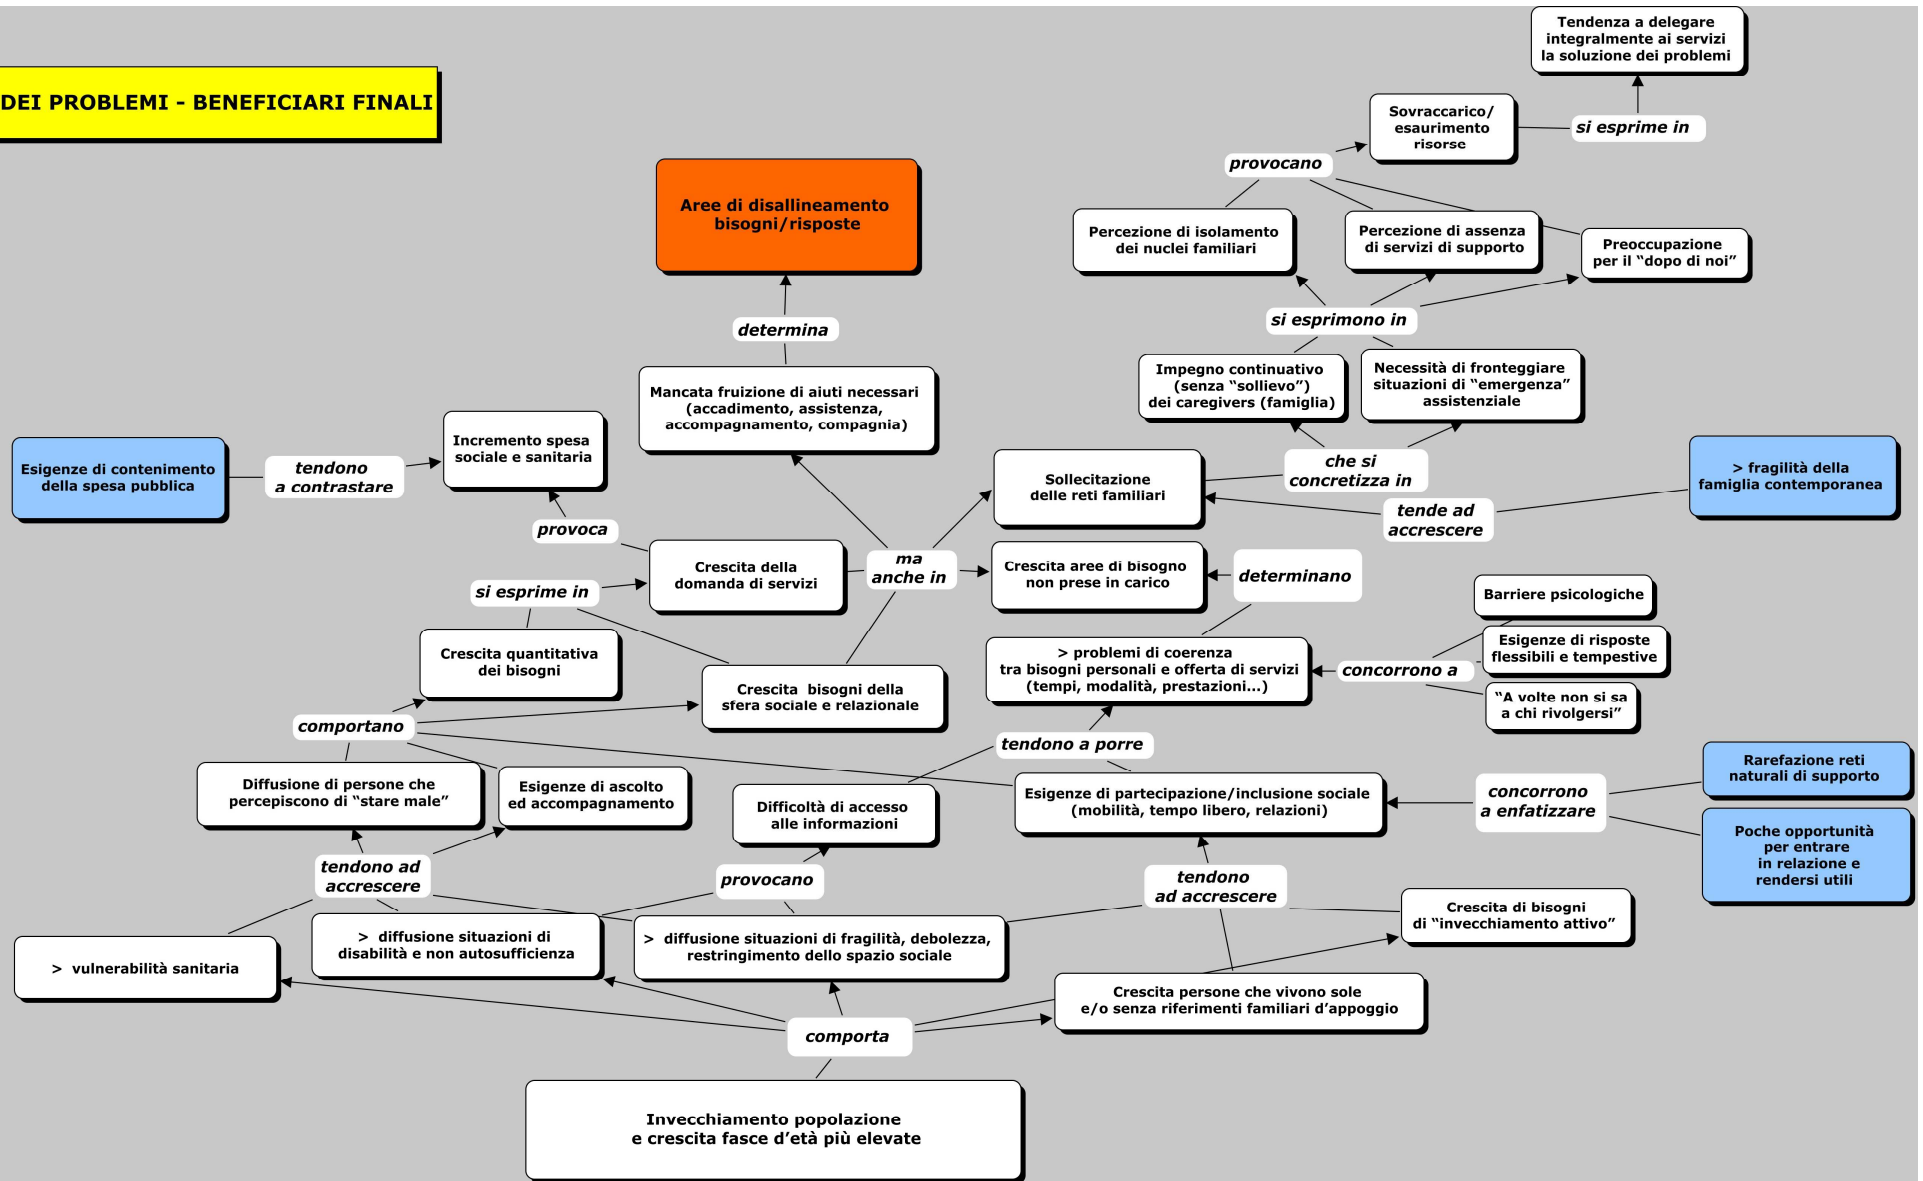 Tendenza a delegare
integralmente ai servizi
la soluzione dei problemi
DEI PROBLEMI - BENEFICIARI FINALI
Sovraccarico/
esaurimento
risorse
si esprime in
provocano
Aree di disallineamento
bisogni/risposte
Percezione di isolamento
dei nuclei familiari
Percezione di assenza
di servizi di supporto
Preoccupazione
per il “dopo di noi”
determina
si esprimono in
Mancata fruizione di aiuti necessari
(accadimento, assistenza,
accompagnamento, compagnia)
Impegno continuativo
(senza “sollievo”)
dei caregivers (famiglia)
Necessità di fronteggiare
situazioni di “emergenza”
assistenziale
Esigenze di contenimento
della spesa pubblica
tendono
a contrastare
Incremento spesa
sociale e sanitaria
Sollecitazione
delle reti familiari
che si
concretizza in
> fragilità della
famiglia contemporanea
tende ad
accrescere
provoca
Crescita della
domanda di servizi
ma
anche in
Crescita aree di bisogno
non prese in carico
determinano
si esprime in
Barriere psicologiche
Crescita quantitativa
dei bisogni
> problemi di coerenza
tra bisogni personali e offerta di servizi
(tempi, modalità, prestazioni...)
concorrono a
Esigenze di risposte
flessibili e tempestive
Crescita  bisogni della
sfera sociale e relazionale
“A volte non si sa
a chi rivolgersi”
comportano
tendono a porre
Diffusione di persone che
percepiscono di “stare male”
Esigenze di ascolto
ed accompagnamento
Difficoltà di accesso
alle informazioni
Esigenze di partecipazione/inclusione sociale
(mobilità, tempo libero, relazioni)
concorrono
a enfatizzare
Rarefazione reti
naturali di supporto
Poche opportunità
per entrare
in relazione e
rendersi utili
tendono ad
accrescere
provocano
tendono
ad accrescere
Crescita di bisogni
di “invecchiamento attivo”
>  vulnerabilità sanitaria
> diffusione situazioni di
disabilità e non autosufficienza
>  diffusione situazioni di fragilità, debolezza,
restringimento dello spazio sociale
Crescita persone che vivono sole
e/o senza riferimenti familiari d’appoggio
comporta
Invecchiamento popolazione
e crescita fasce d’età più elevate